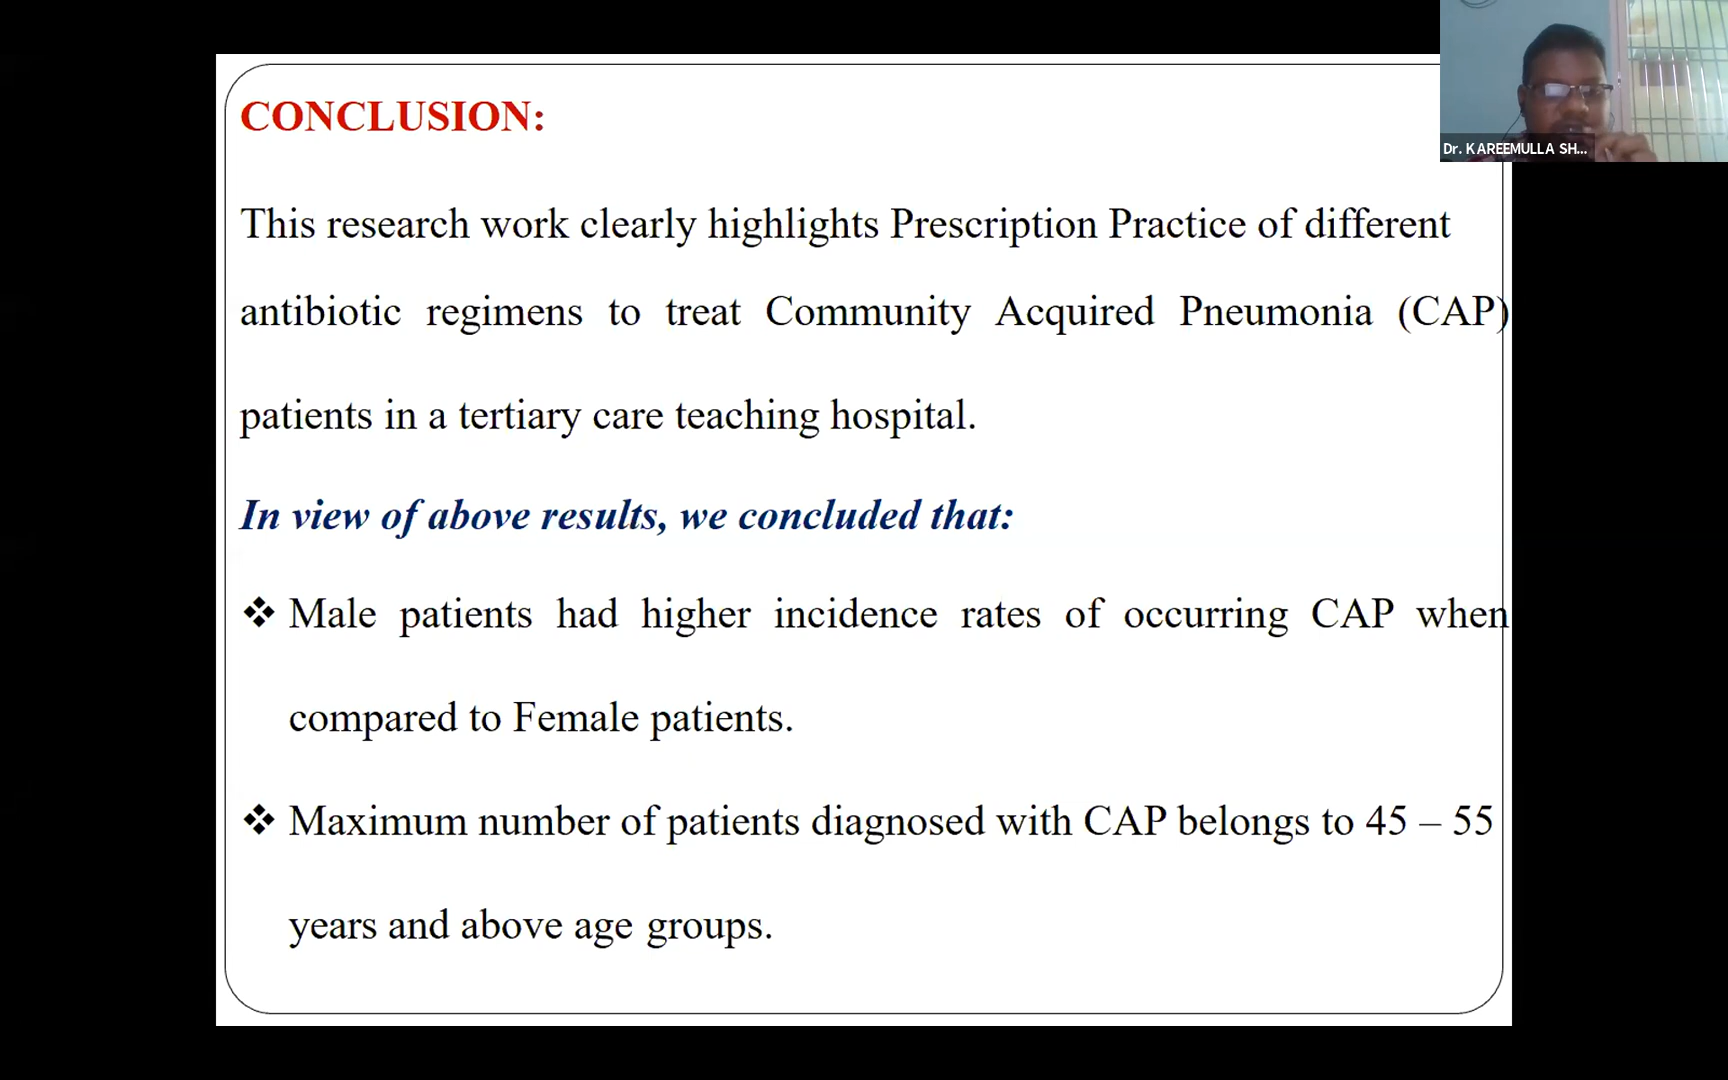 CONCLUSION:
Dr. KAREEMULLA SH...
This research work clearly highlights Prescription Practice of different
antibiotic regimens to treat Community Acquired Pneumonia (CAP)
patients in a tertiary care teaching hospital.
In view of above results, we concluded that:
❖ Male patients had higher incidence rates of occurring CAP when
compared to Female patients.
❖ Maximum number of patients diagnosed with CAP belongs to 45 – 55
years and above age groups.